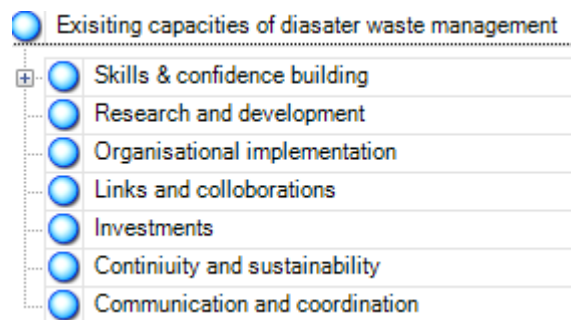 Exisiting capacities of diasater waste management
Skills & confidence building
Research and development
Organisational implementation
Links and colloborations
Investments
Continiuity and sustainability
Communication and coordination